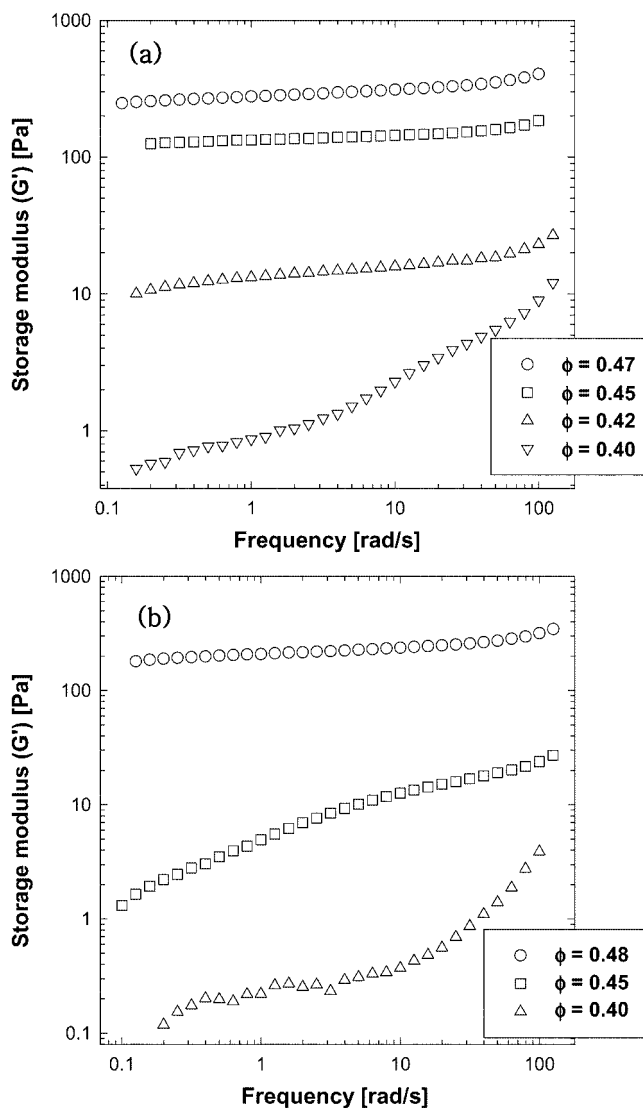 (a)
Storage modulus (G') [Pa]
1000
100
10
1
0.1
1
10
100
Frequency [rad/s]
ϕ = 0.47
ϕ = 0.45
ϕ = 0.42
ϕ = 0.40
(b)
Storage modulus (G') [Pa]
1000
100
10
1
0.1
0.1
1
10
100
Frequency [rad/s]
ϕ = 0.48
ϕ = 0.45
ϕ = 0.40